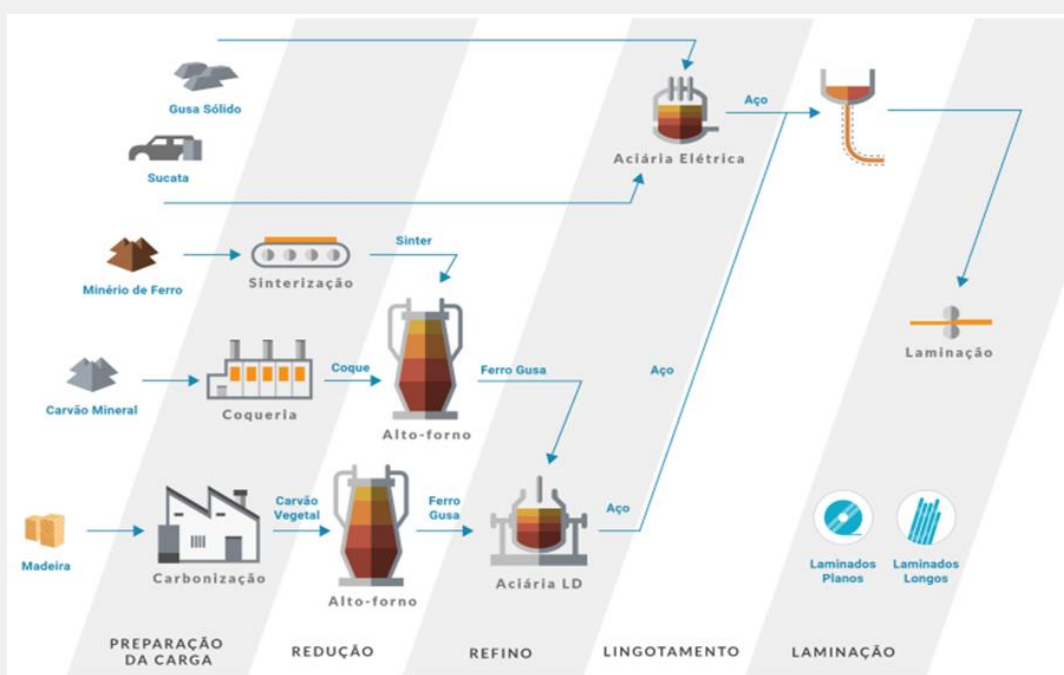 Gusa Sólido
Sucata
Aciária Elétrica
Aço
Minério de Ferro
Sinterização
Sinter
Laminação
Carvão Mineral
Coqueria
Coque
Alto-forno
Ferro Gusa
Aço
Madeira
Carbonização
Carvão
Vegetal
Alto-forno
Ferro
Gusa
Aciária LD
Aço
Laminados
Planos
Laminados
Longos
PREPARAÇÃO
DA CARGA
REDUÇÃO
REFINO
LINGOTAMENTO
LAMINAÇÃO